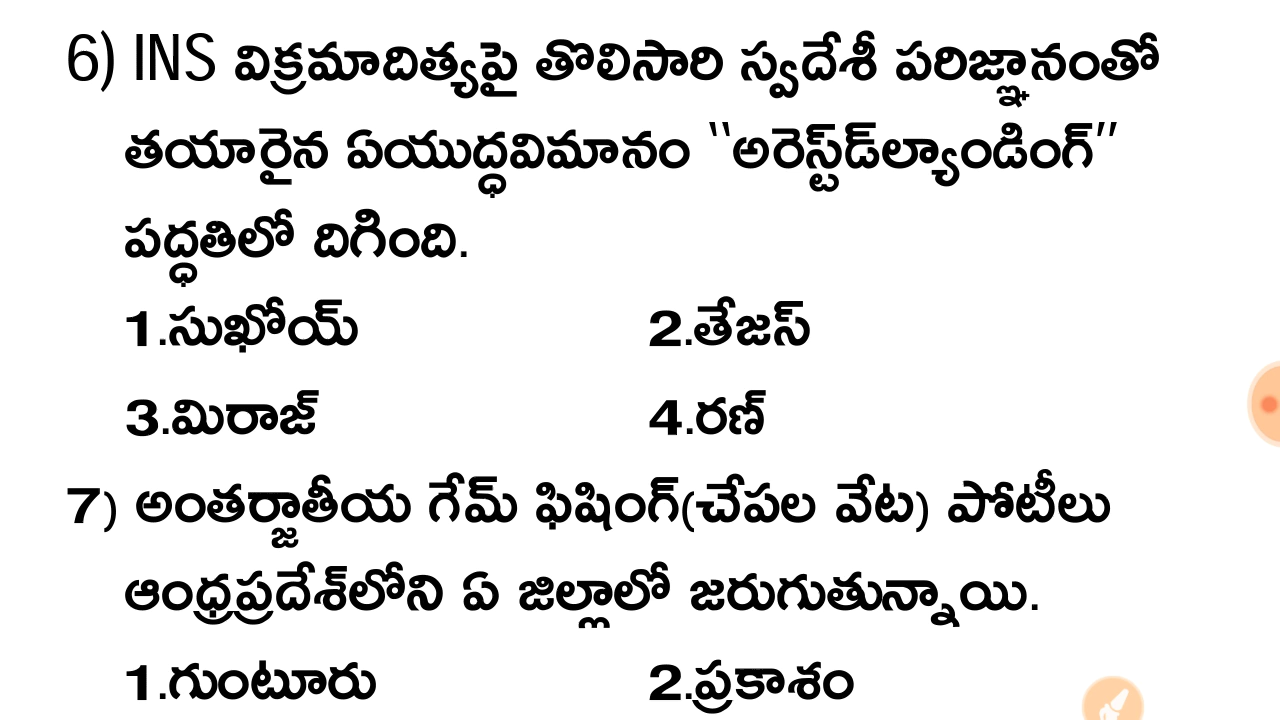 6) INS విక్రమాదిత్యపై తొలిసారి స్వదేశీ పరిజ్ఞానంతో
తయారైన ఏయుద్ధవిమానం "అరెస్ట్‌డ్‌ల్యాండింగ్"
పద్ధతిలో దిగింది.
1.సుఖోయ్ 2.తేజస్
3.మిరాజ్ 4.రణ్
7) అంతర్జాతీయ గేమ్ ఫిషింగ్(చేపల వేట) పోటీలు
ఆంధ్రప్రదేశ్‌లోని ఏ జిల్లాలో జరుగుతున్నాయి.
1.గుంటూరు 2.ప్రకాశం